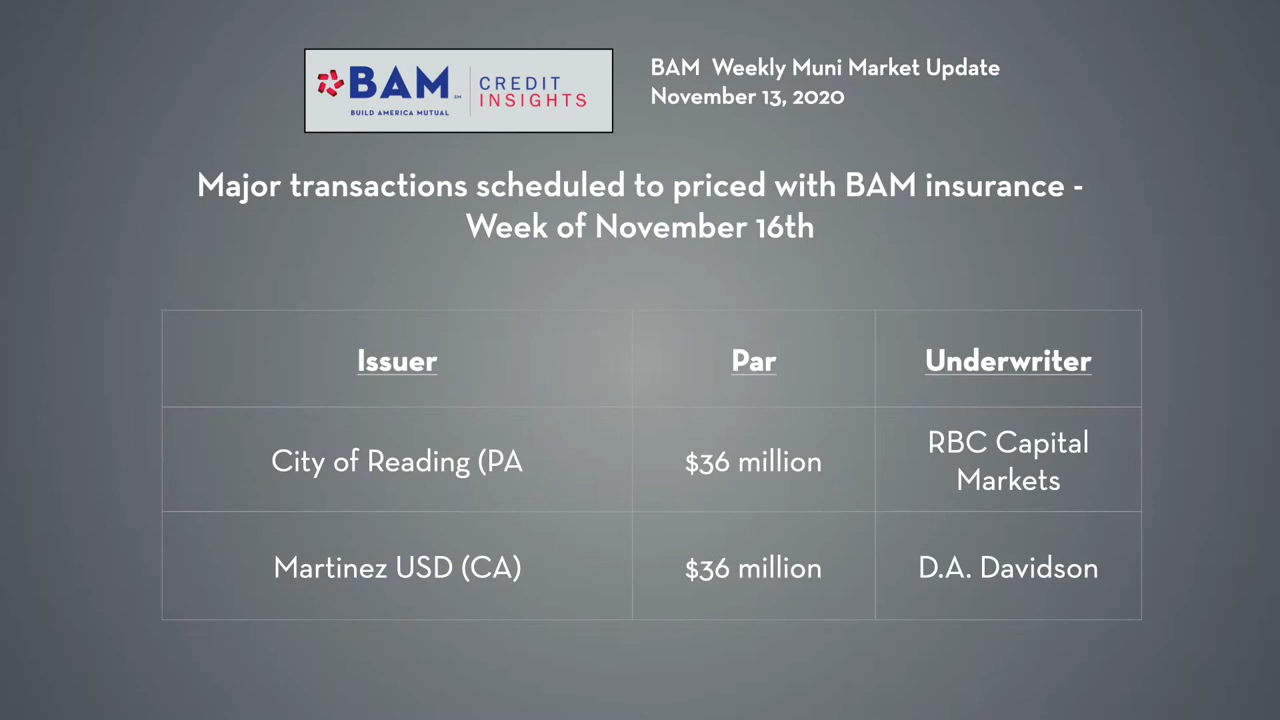 BAM SM
BUILD AMERICA MUTUAL
CREDIT
INSIGHTS
BAM Weekly Muni Market Update
November 13, 2020
Major transactions scheduled to priced with BAM insurance -
Week of November 16th
Issuer
Par
Underwriter
City of Reading (PA
$36 million
RBC Capital
Markets
Martinez USD (CA)
$36 million
D.A. Davidson